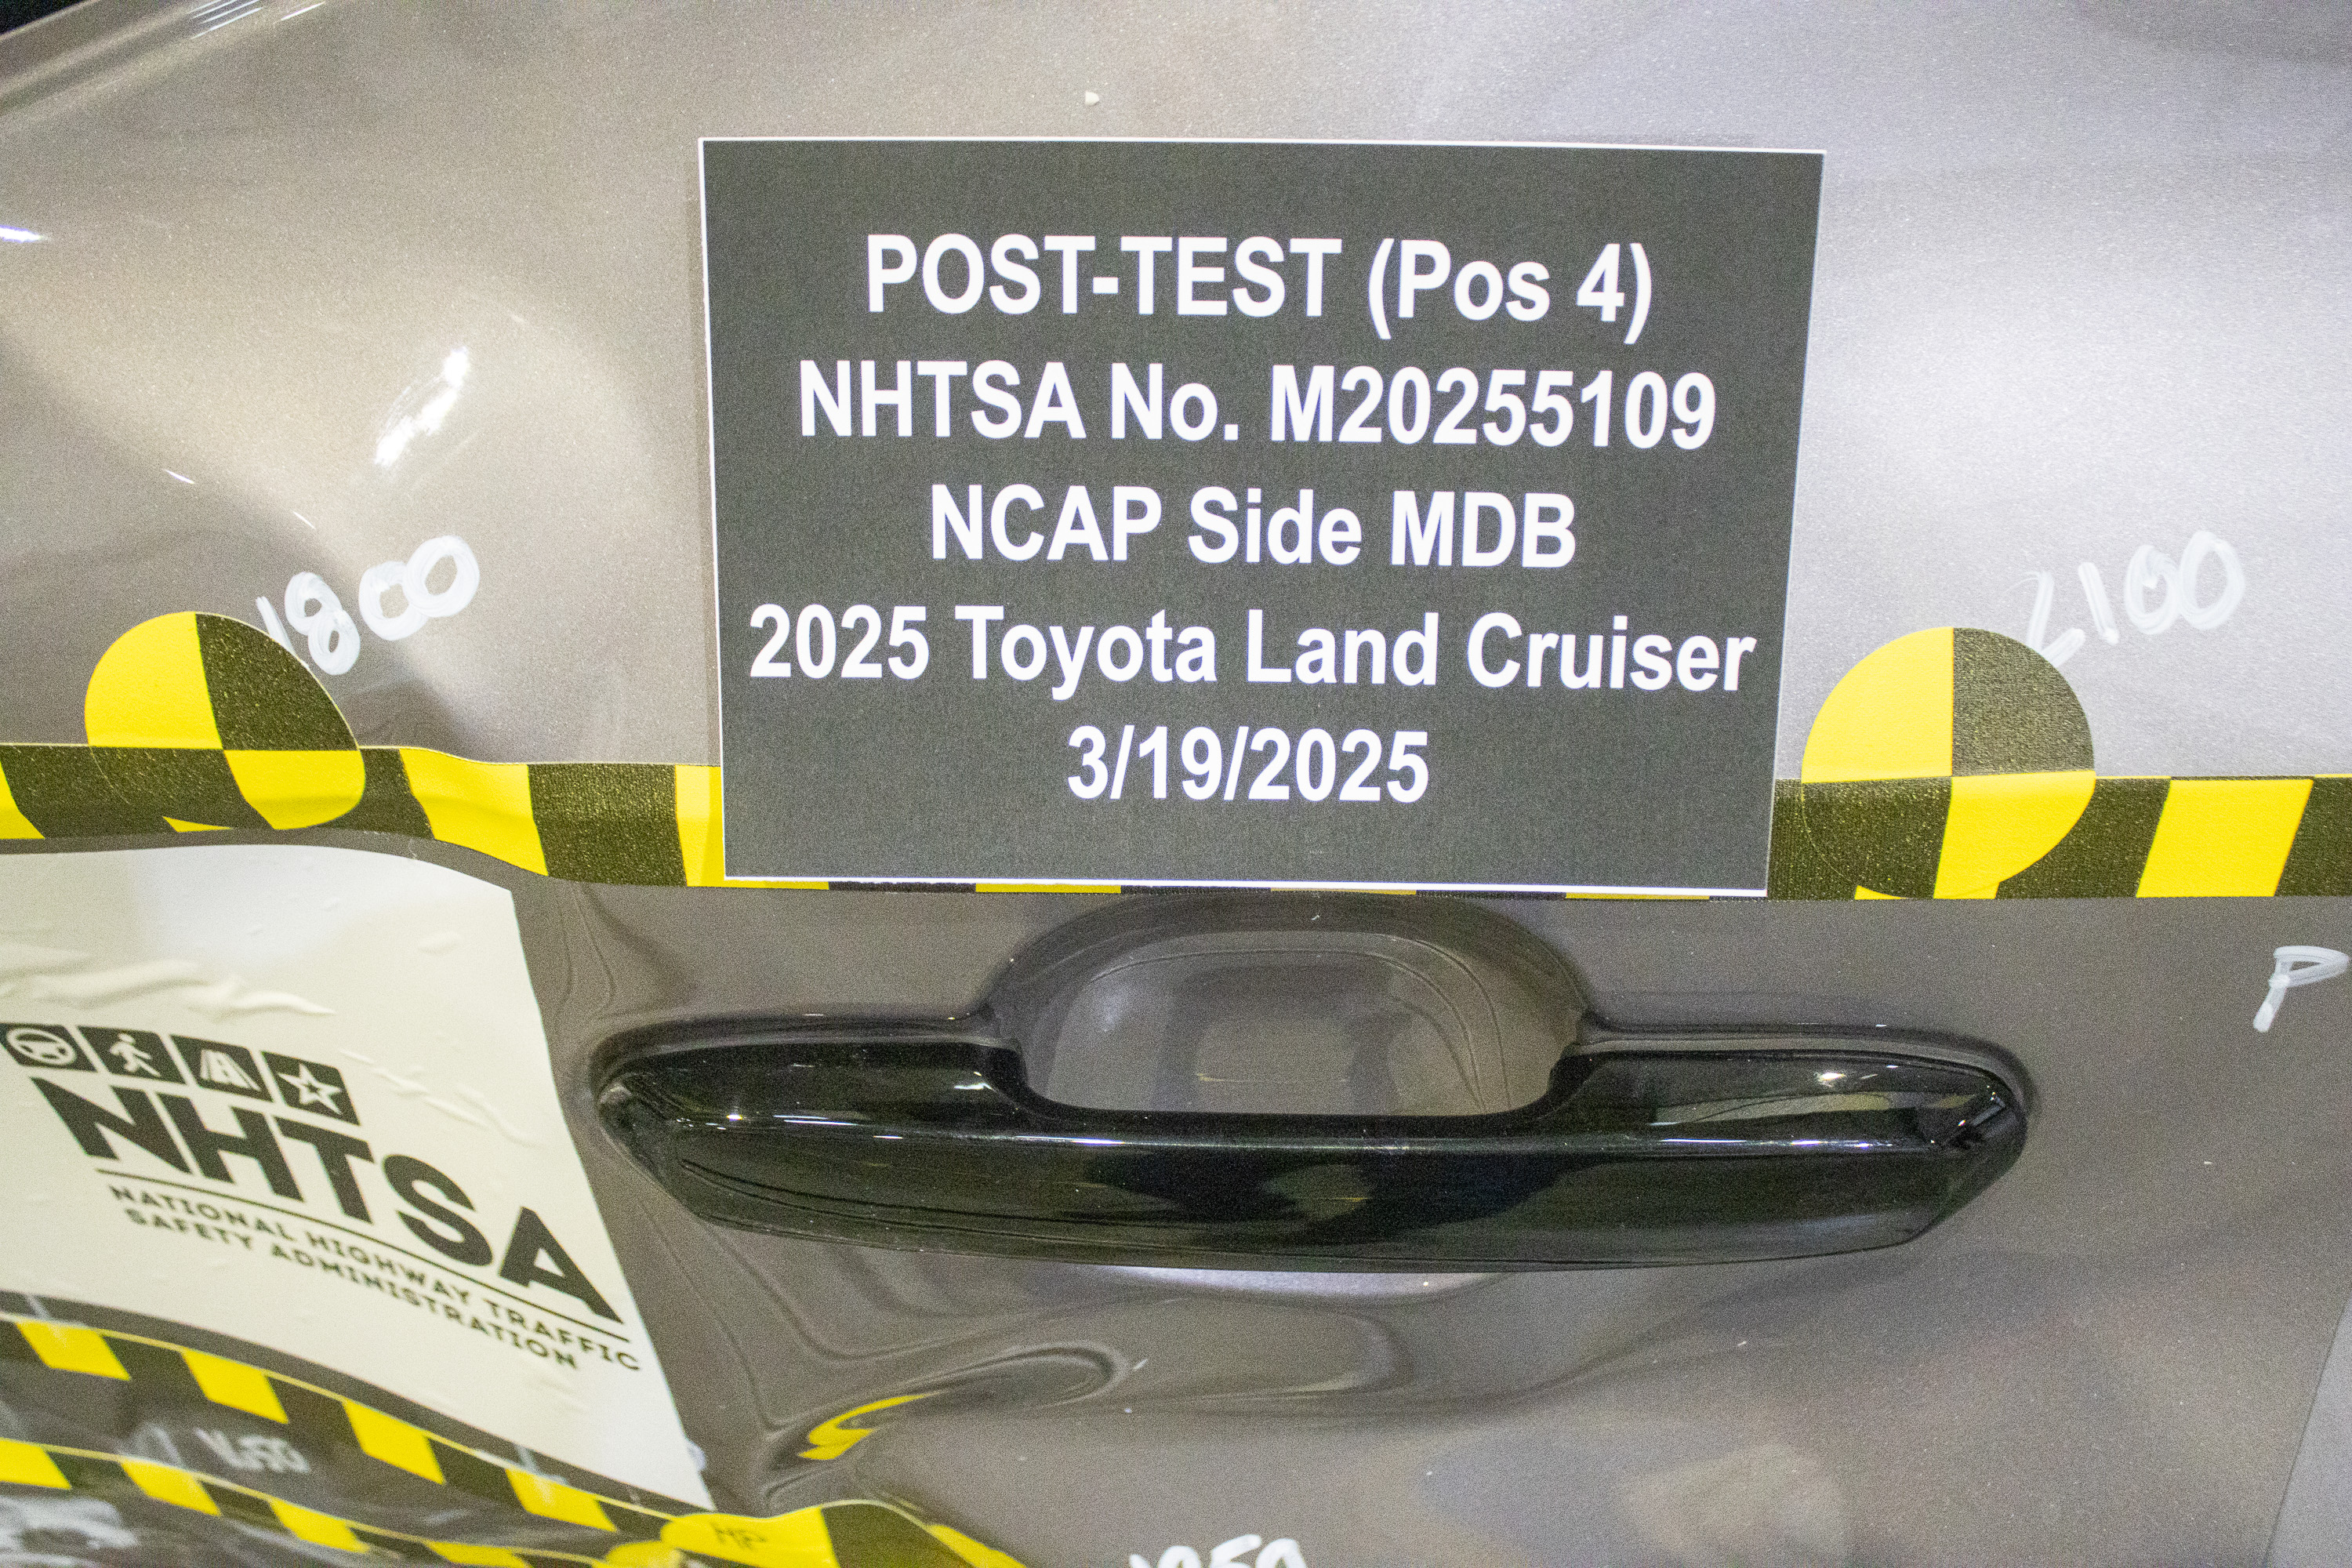 POST-TEST (Pos 4)
NHTSA No. M20255109
NCAP Side MDB
2025 Toyota Land Cruiser
3/19/2025
1800
2100
P
NHTSA
NATIONAL HIGHWAY TRAFFIC
SAFETY ADMINISTRATION